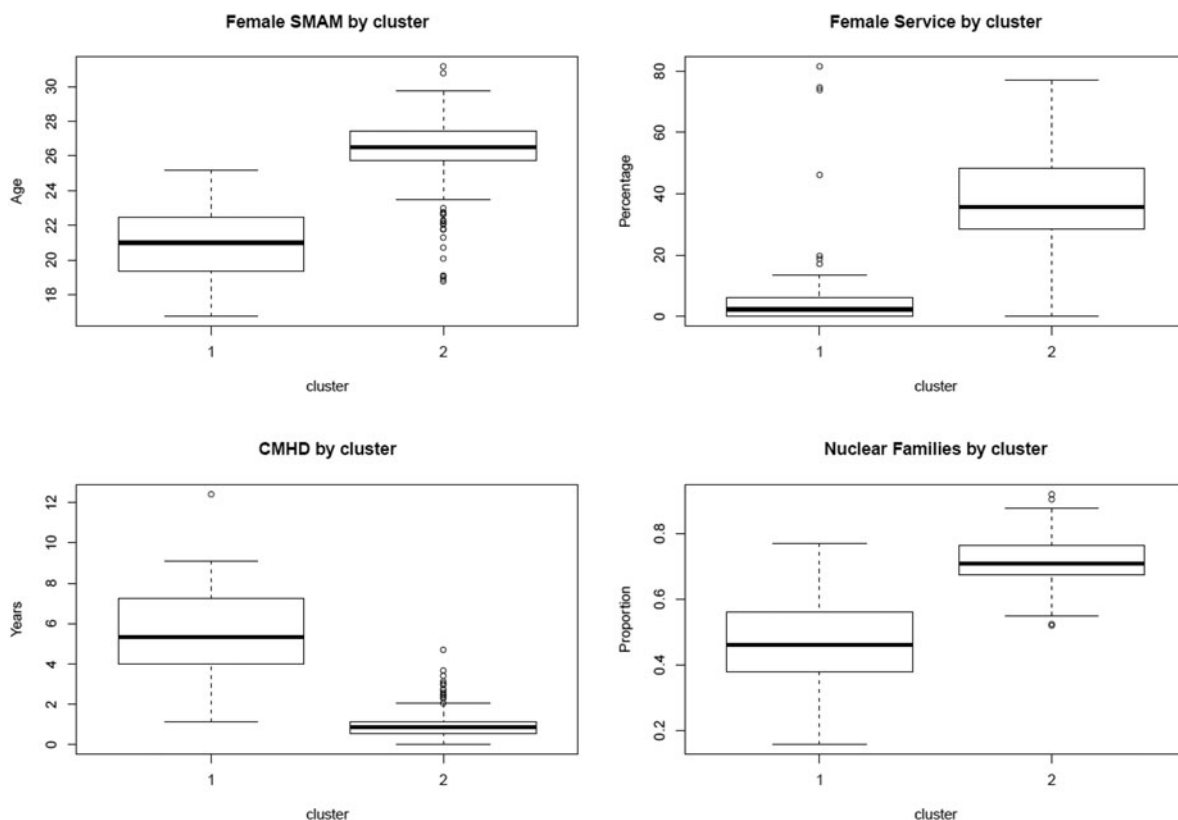 Female SMAM by cluster
Age
30
28
26
24
22
20
18
1
2
cluster
Female Service by cluster
Percentage
80
60
40
20
0
1
2
cluster
CMHD by cluster
Years
12
10
8
6
4
2
0
1
2
cluster
Nuclear Families by cluster
Proportion
0.8
0.6
0.4
0.2
1
2
cluster